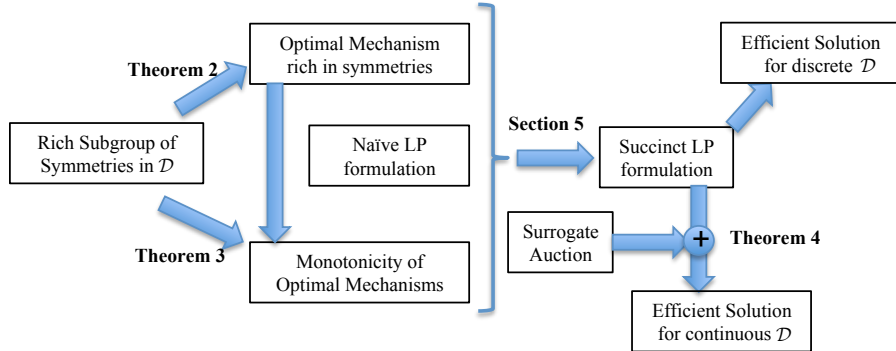 Optimal Mechanism
rich in symmetries
Efficient Solution
for discrete 𝒟
Theorem 2
Rich Subgroup of
Symmetries in 𝒟
Naïve LP
formulation
Section 5
Succinct LP
formulation
Theorem 3
Monotonicity of
Optimal Mechanisms
Surrogate
Auction
+
Theorem 4
Efficient Solution
for continuous 𝒟